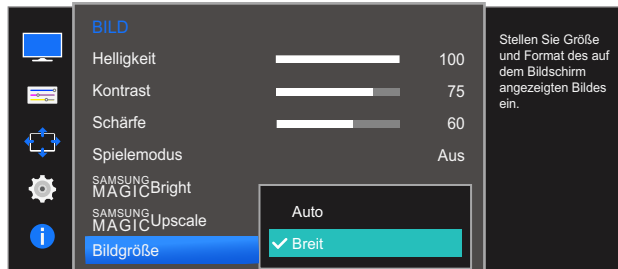 BILD
Helligkeit 100
Kontrast 75
Schärfe 60
Spielemodus Aus
SAMSUNG
MAGICBright
SAMSUNG
MAGICUpscale
Bildgröße
Auto
Breit
Stellen Sie Größe
und Format des auf
dem Bildschirm
angezeigten Bildes
ein.